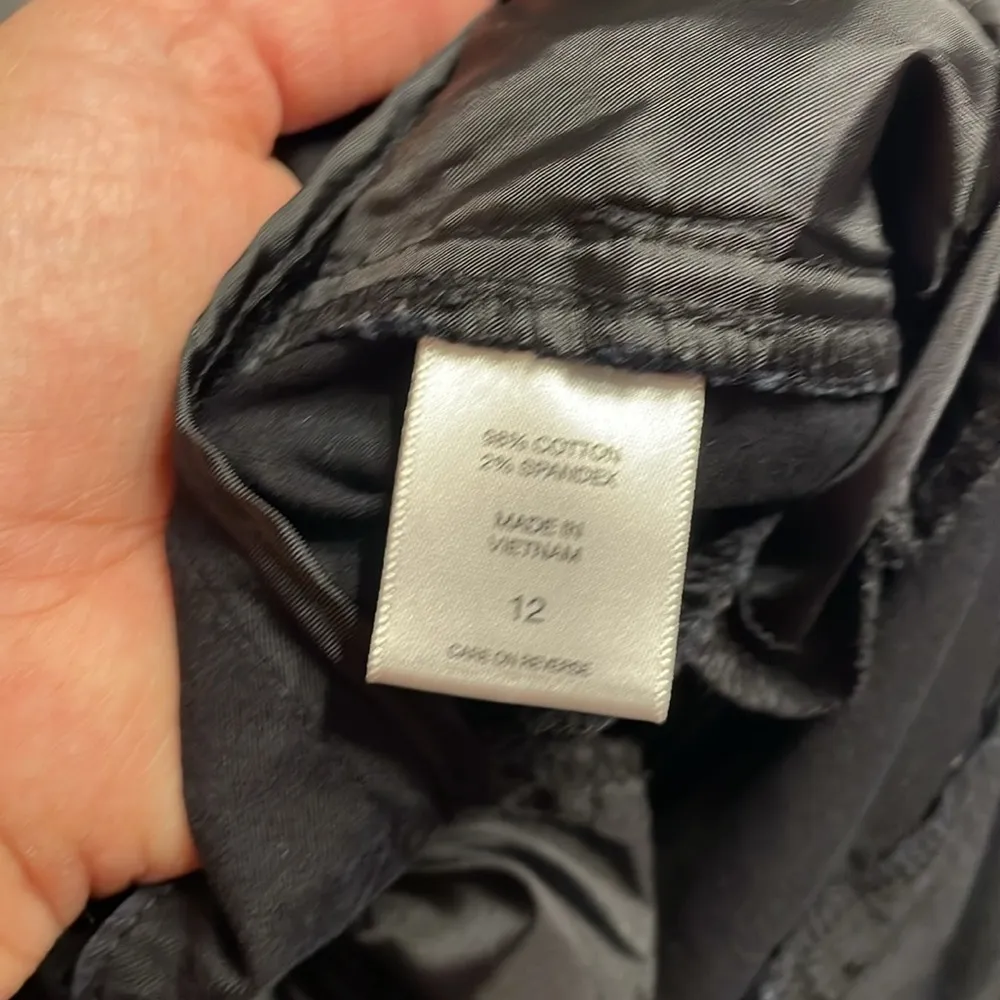 98% COTTON
2% SPANDEX
MADE IN
VIETNAM
12
CARE ON REVERSE